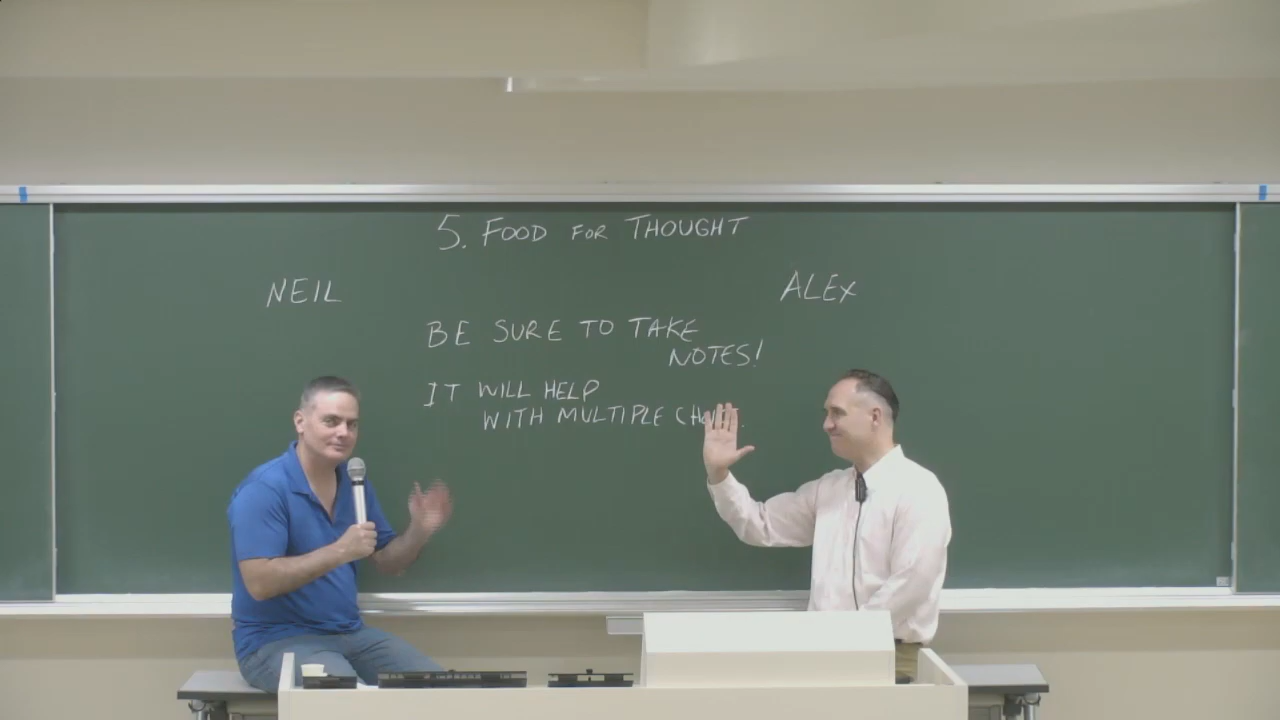 5. FOOD FOR THOUGHT
NEIL
ALEX
BE SURE TO TAKE
NOTES!
IT WILL HELP
WITH MULTIPLE